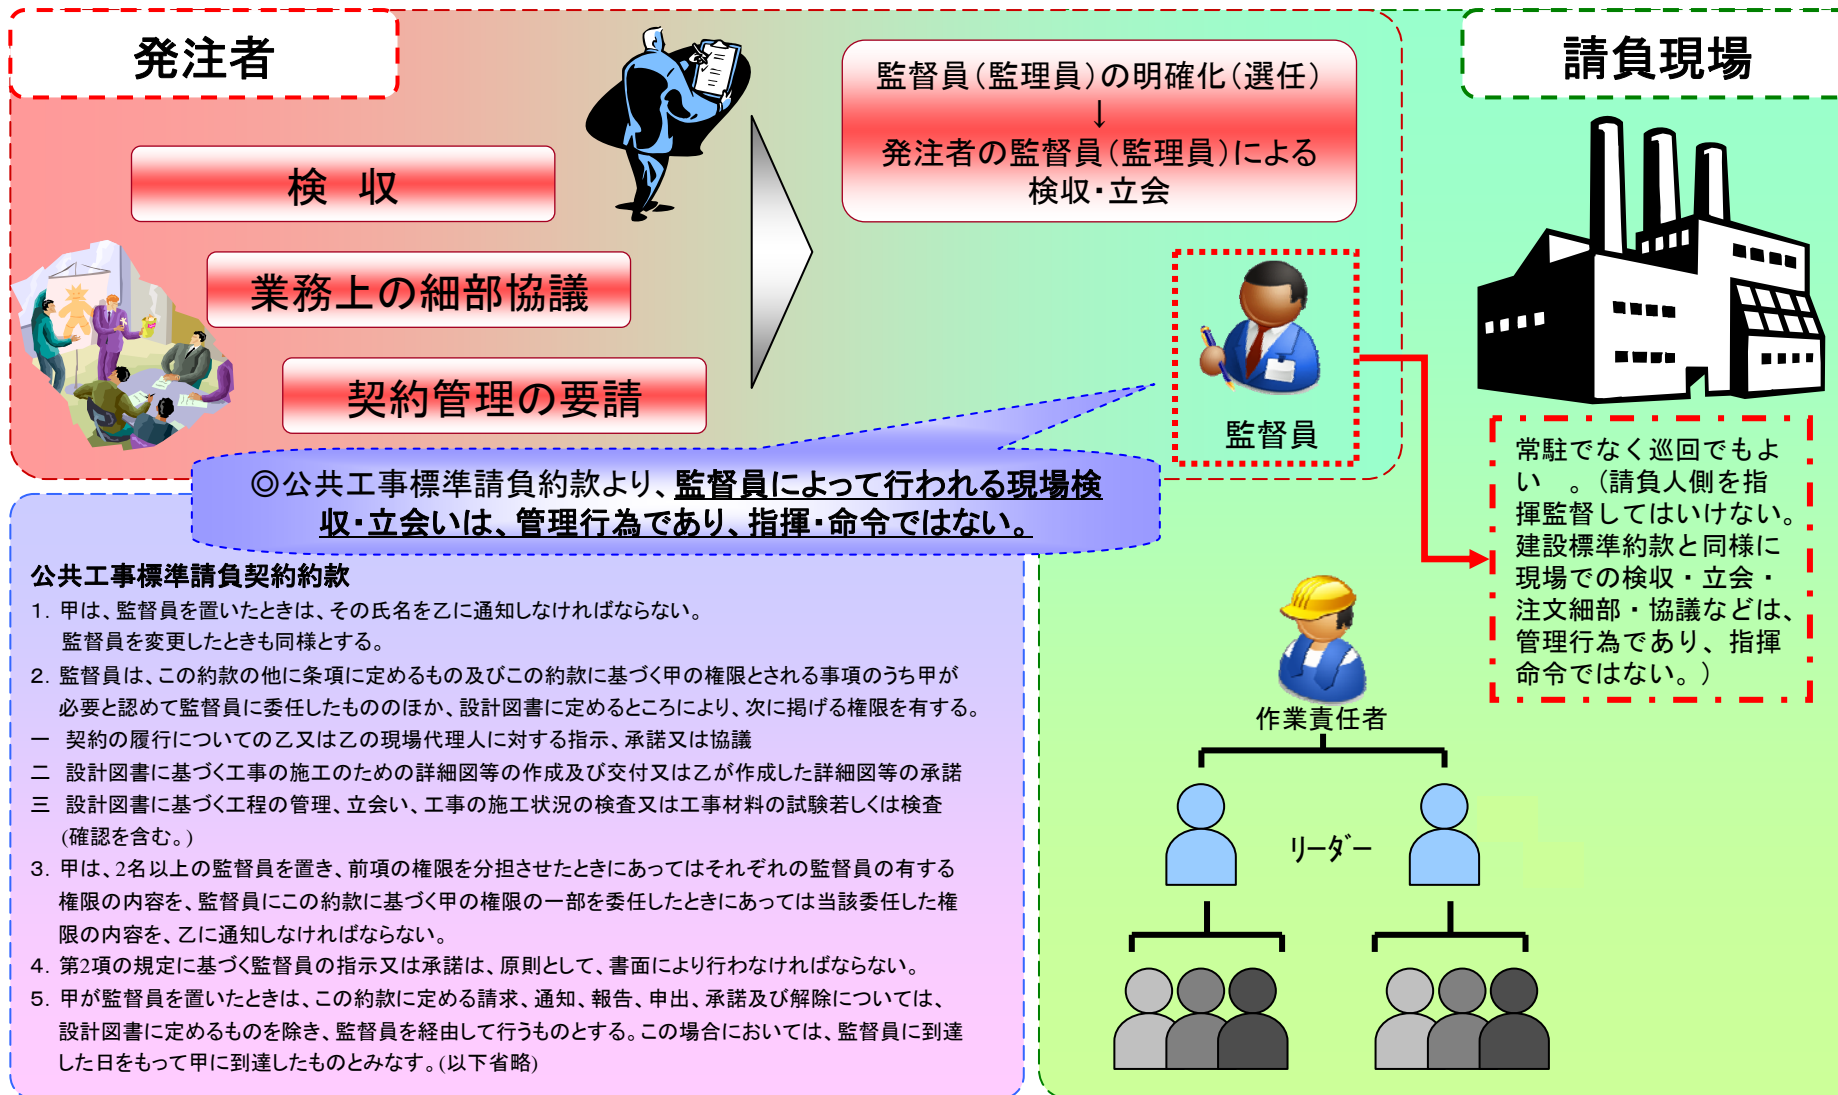 発注者
検 収
業務上の細部協議
契約管理の要請
監督員（監理員）の明確化（選任）
↓
発注者の監督員（監理員）による
検収・立会
監督員
請負現場
◎公共工事標準請負約款より、監督員によって行われる現場検
収・立会いは、管理行為であり、指揮・命令ではない。
常駐でなく巡回でもよ
い　。（請負人側を指
揮監督してはいけない。
建設標準約款と同様に
現場での検収・立会・
注文細部・協議などは、
管理行為であり、指揮
命令ではない。）
公共工事標準請負契約約款
1. 甲は、監督員を置いたときは、その氏名を乙に通知しなければならない。
監督員を変更したときも同様とする。
2. 監督員は、この約款の他に条項に定めるもの及びこの約款に基づく甲の権限とされる事項のうち甲が
必要と認めて監督員に委任したもののほか、設計図書に定めるところにより、次に掲げる権限を有する。
一　契約の履行についての乙又は乙の現場代理人に対する指示、承諾又は協議
二　設計図書に基づく工事の施工のための詳細図等の作成及び交付又は乙が作成した詳細図等の承諾
三　設計図書に基づく工程の管理、立会い、工事の施工状況の検査又は工事材料の試験若しくは検査
(確認を含む。)
3. 甲は、2名以上の監督員を置き、前項の権限を分担させたときにあってはそれぞれの監督員の有する
権限の内容を、監督員にこの約款に基づく甲の権限の一部を委任したときにあっては当該委任した権
限の内容を、乙に通知しなければならない。
4. 第2項の規定に基づく監督員の指示又は承諾は、原則として、書面により行わなければならない。
5. 甲が監督員を置いたときは、この約款に定める請求、通知、報告、申出、承諾及び解除については、
設計図書に定めるものを除き、監督員を経由して行うものとする。この場合においては、監督員に到達
した日をもって甲に到達したものとみなす。(以下省略)
作業責任者
リーダー